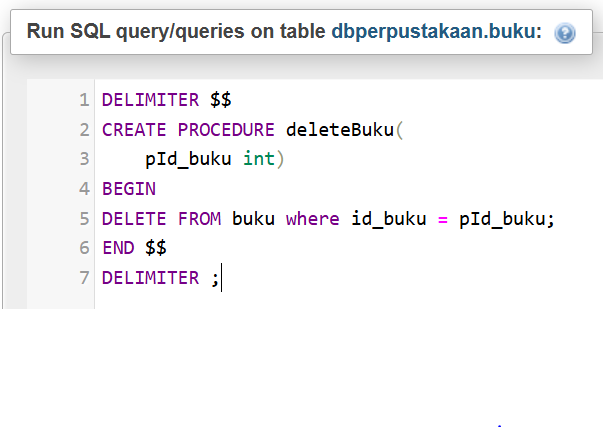 Run SQL query/queries on table dbperpustakaan.buku:
1 DELIMITER $$
2 CREATE PROCEDURE deleteBuku(
3 pId_buku int)
4 BEGIN
5 DELETE FROM buku where id_buku = pId_buku;
6 END $$
7 DELIMITER ;